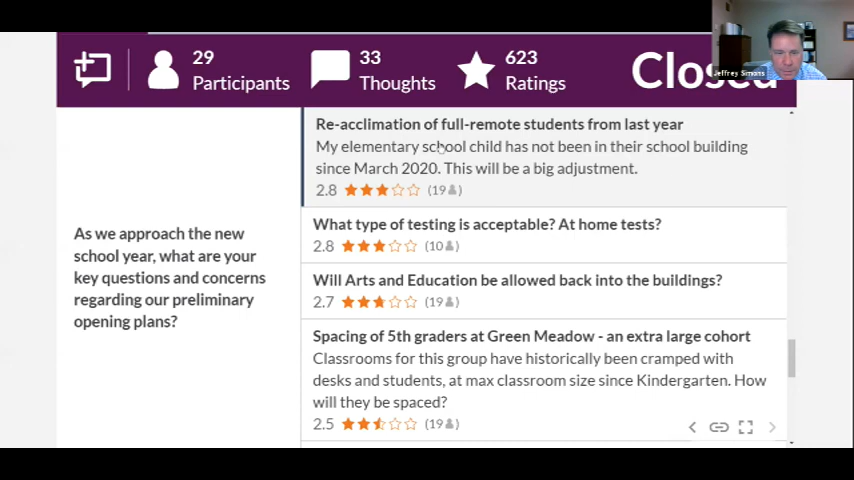 29
Participants
33
Thoughts
623
Ratings
Closed
Jeffrey Simons
As we approach the new
school year, what are your
key questions and concerns
regarding our preliminary
opening plans?
Re-acclimation of full-remote students from last year
My elementary school child has not been in their school building
since March 2020. This will be a big adjustment.
2.8 (19)
What type of testing is acceptable? At home tests?
2.8 (10)
Will Arts and Education be allowed back into the buildings?
2.7 (19)
Spacing of 5th graders at Green Meadow - an extra large cohort
Classrooms for this group have historically been cramped with
desks and students, at max classroom size since Kindergarten. How
will they be spaced?
2.5 (19)